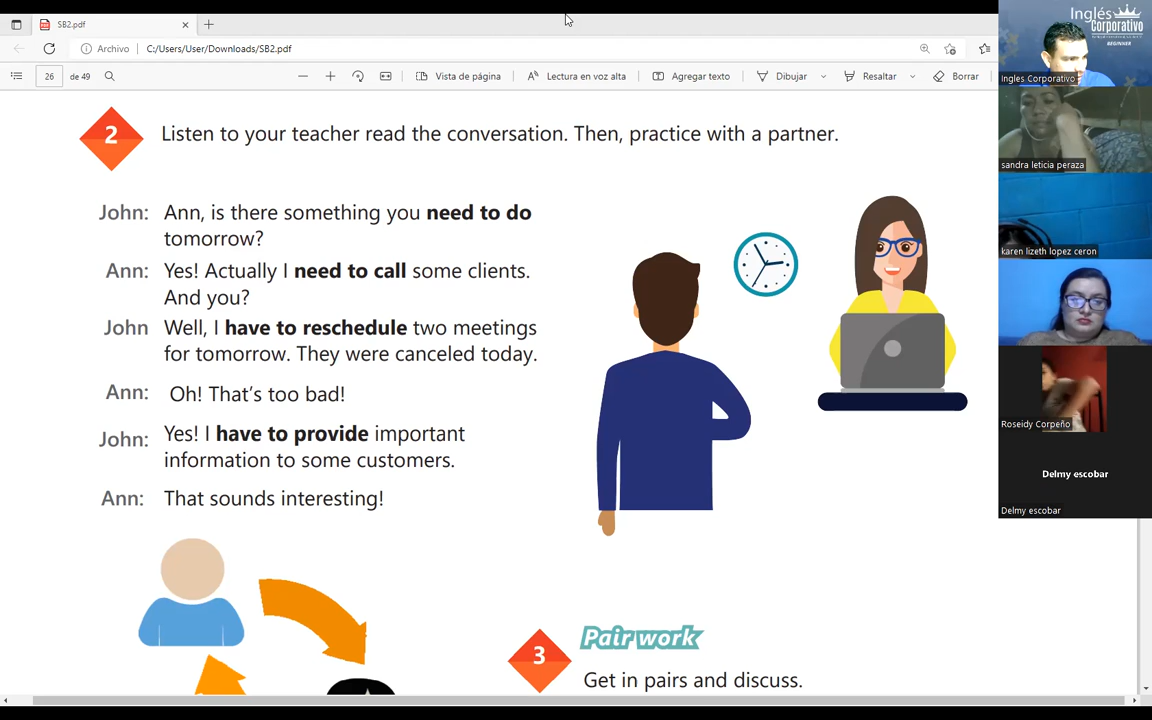 SB2.pdf
Archivo
C:/Users/User/Downloads/SB2.pdf
26
de 49
Vista de página
Lectura en voz alta
Agregar texto
Dibujar
Resaltar
Borrar
2
Listen to your teacher read the conversation. Then, practice with a partner.
John:
Ann, is there something you need to do
tomorrow?
Ann:
Yes! Actually I need to call some clients.
And you?
John
Well, I have to reschedule two meetings
for tomorrow. They were canceled today.
Ann:
Oh! That's too bad!
John:
Yes! I have to provide important
information to some customers.
Ann:
That sounds interesting!
3
Pair work
Get in pairs and discuss.
Inglés
Corporativo
BEGINNER
Ingles Corporativo
sandra leticia peraza
karen lizeth lopez ceron
Roseidy Corpeño
Delmy escobar
Delmy escobar